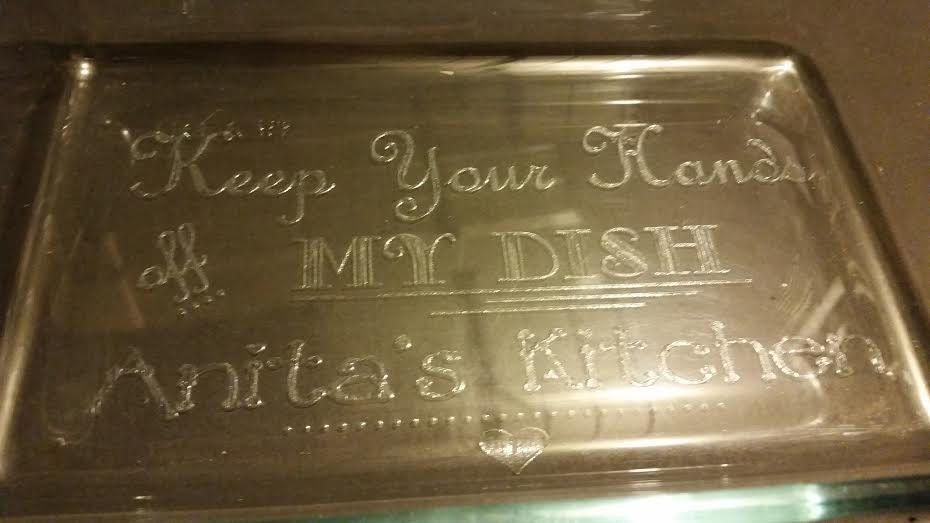 Keep Your Hands
off MY DISH
Anita's Kitchen